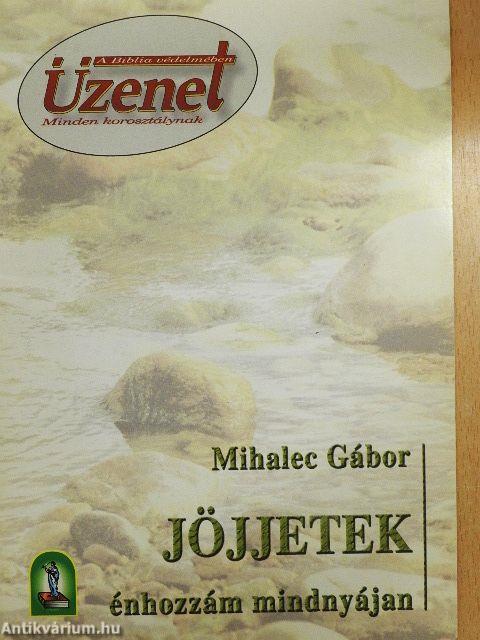 A Biblia védelmében
Üzenet
Minden korosztálynak
Mihalec Gábor
JÖJJETEK
énhozzám mindnyájan
Antikvárium.hu